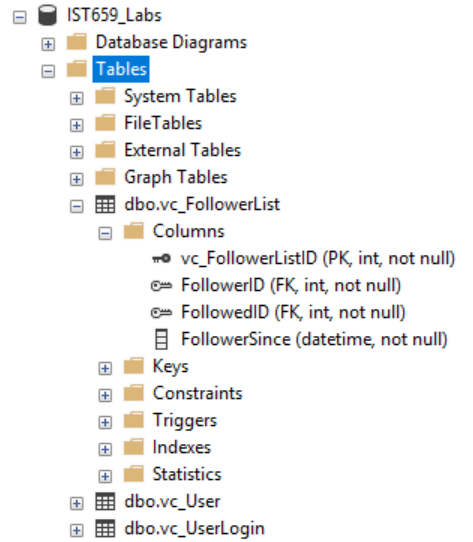 IST659_Labs
Database Diagrams
Tables
System Tables
FileTables
External Tables
Graph Tables
dbo.vc_FollowerList
Columns
vc_FollowerListID (PK, int, not null)
FollowerID (FK, int, not null)
FollowedID (FK, int, not null)
FollowerSince (datetime, not null)
Keys
Constraints
Triggers
Indexes
Statistics
dbo.vc_User
dbo.vc_UserLogin